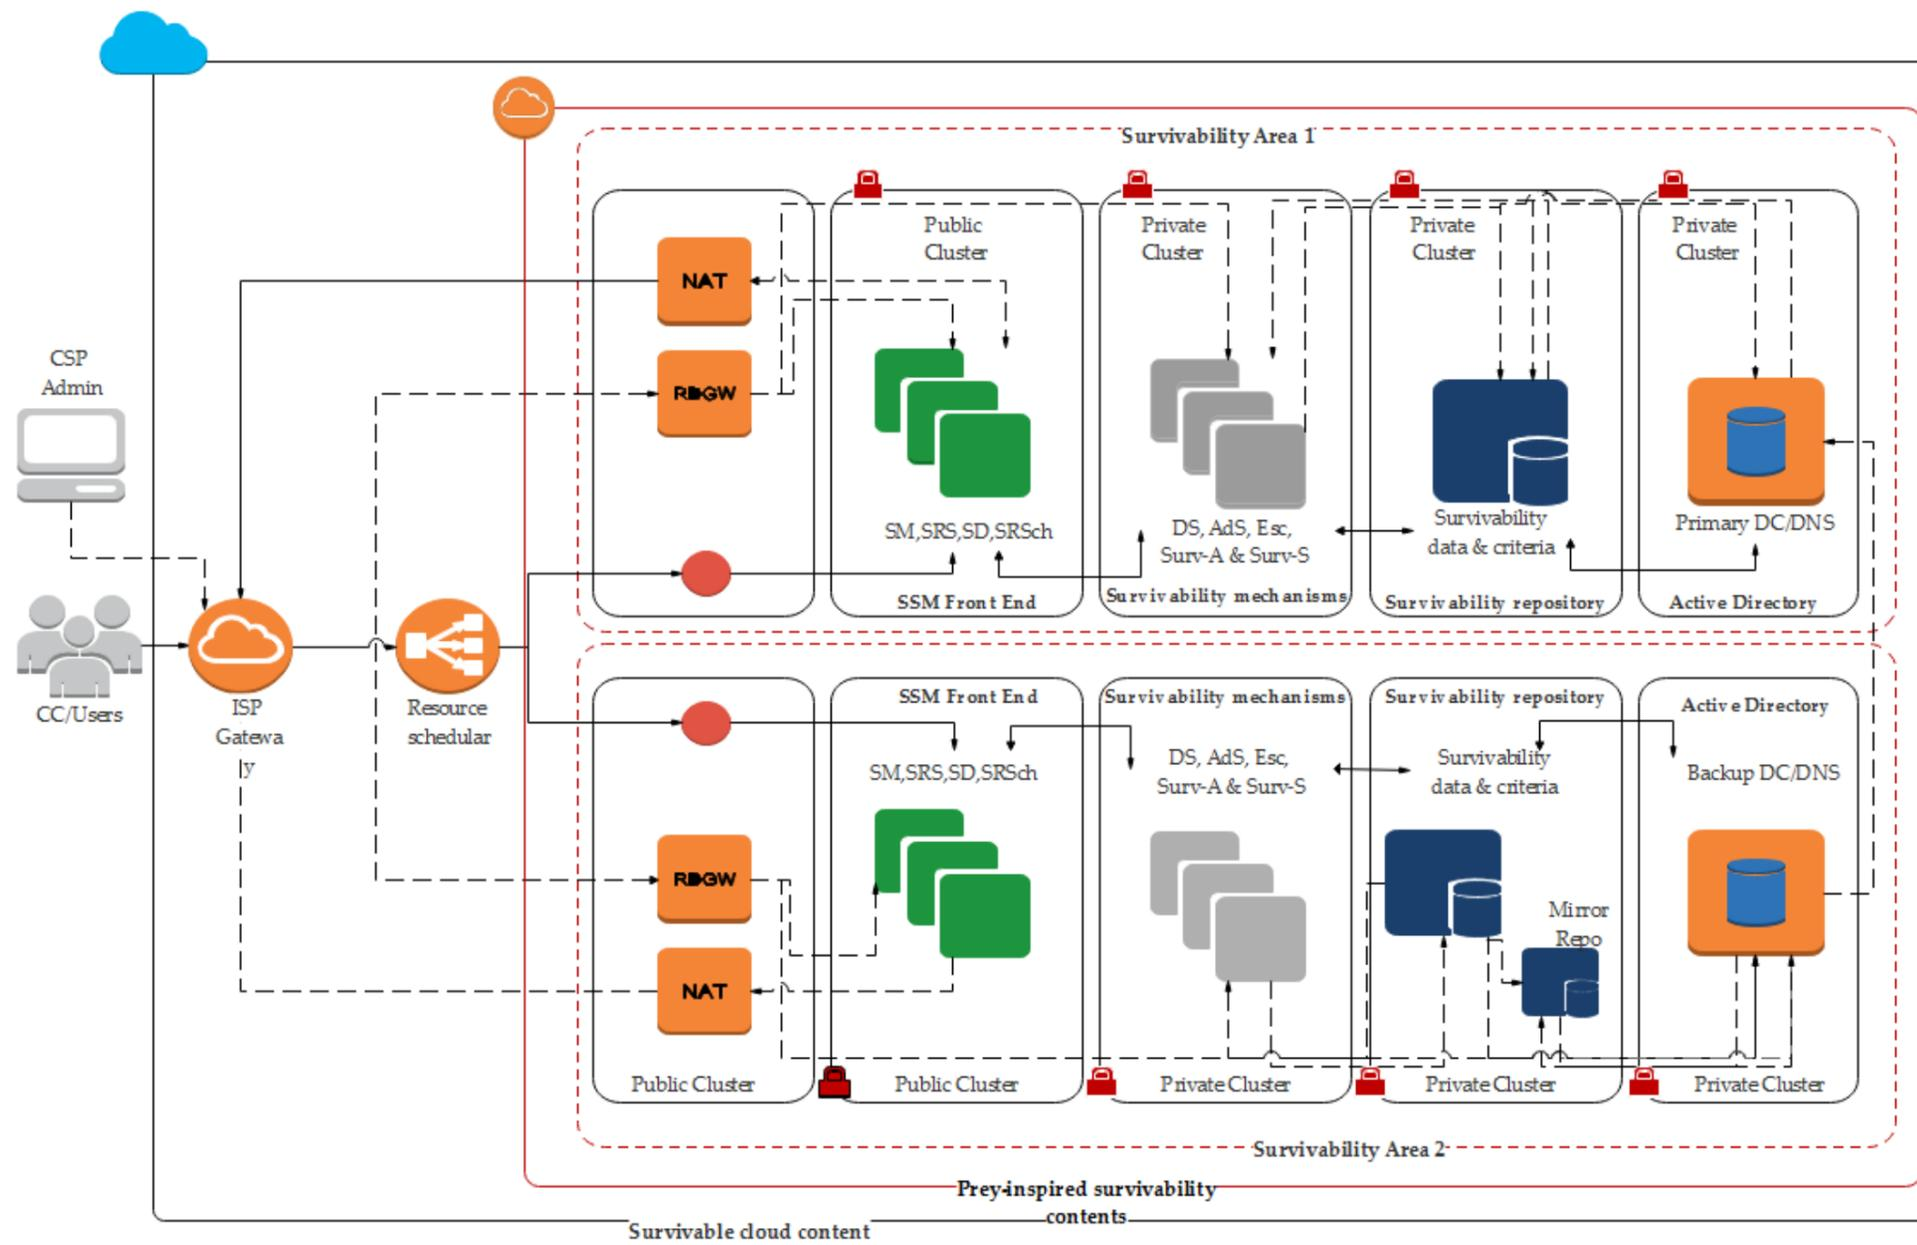 Survivability Area 1
Public
Cluster
Private
Cluster
Private
Cluster
Private
Cluster
NAT
RDGW
CSP
Admin
SM,SRS,SD,SRSch
DS, AdS, Esc,
Surv-A & Surv-S
Survivability
data & criteria
Primary DC/DNS
SSM Front End
Survivability mechanisms
Survivability repository
Active Directory
CC/Users
ISP
Gatewa
y
Resource
schedular
SSM Front End
Survivability mechanisms
Survivability repository
Active Directory
SM,SRS,SD,SRSch
DS, AdS, Esc,
Surv-A & Surv-S
Survivability
data & criteria
Backup DC/DNS
RDGW
Mirror
Repo
NAT
Public Cluster
Public Cluster
Private Cluster
Private Cluster
Private Cluster
Survivability Area 2
Prey-inspired survivability
contents
Survivable cloud content